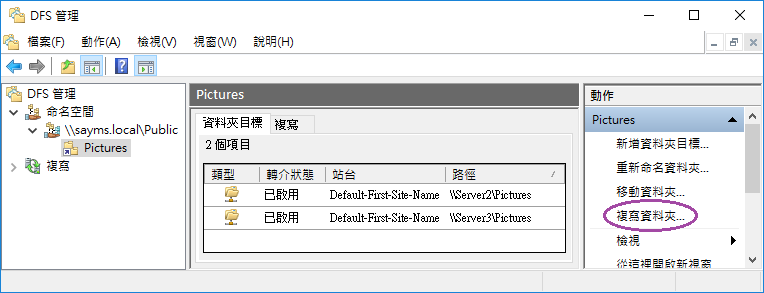 DFS 管理
檔案(F) 動作(A) 檢視(V) 視窗(W) 說明(H)
DFS 管理
命名空間
\\sayms.local\Public
Pictures
複寫
Pictures
資料夾目標 複寫
2 個項目
類型 轉介狀態 站台 路徑
已啟用 Default-First-Site-Name \\Server2\Pictures
已啟用 Default-First-Site-Name \\Server3\Pictures
動作
Pictures
新增資料夾目標...
重新命名資料夾...
移動資料夾...
複寫資料夾...
檢視
從這裡開啟新視窗